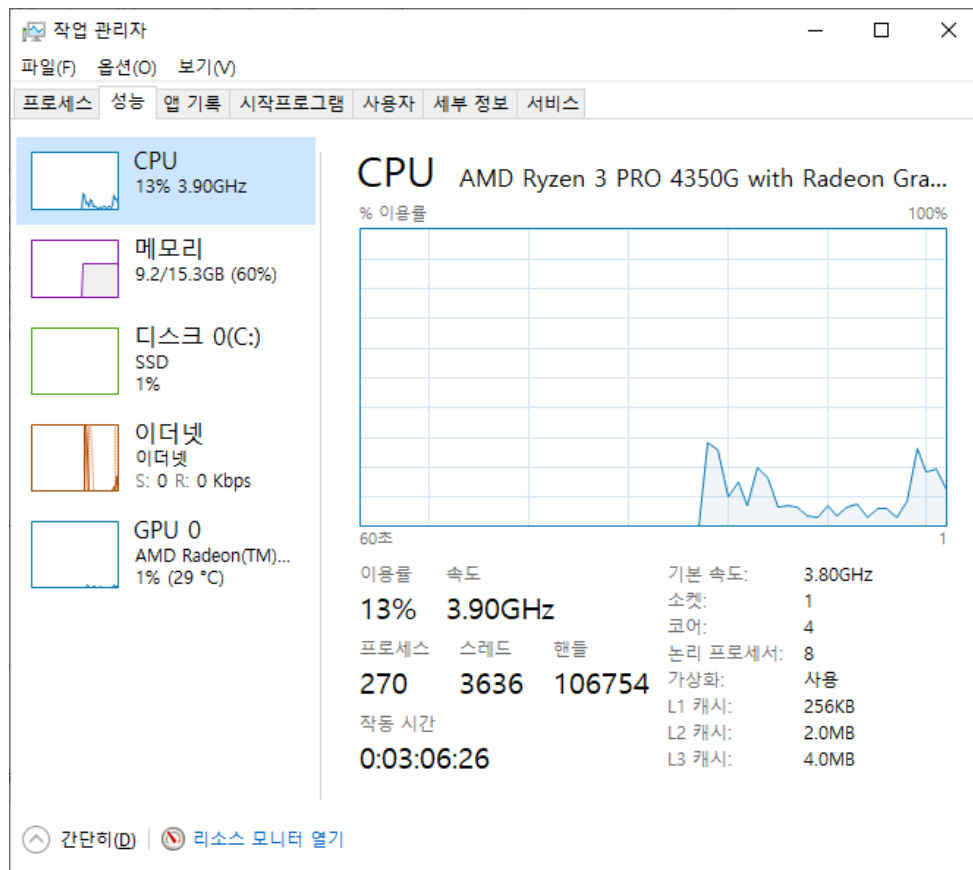 작업 관리자
파일(F) 옵션(O) 보기(V)
프로세스 성능 앱 기록 시작프로그램 사용자 세부 정보 서비스
CPU
13% 3.90GHz
메모리
9.2/15.3GB (60%)
디스크 0(C:)
SSD
1%
이더넷
이더넷
S: 0 R: 0 Kbps
GPU 0
AMD Radeon(TM)...
1% (29 °C)
CPU AMD Ryzen 3 PRO 4350G with Radeon Gra...
% 이용률 100%
60초 1
이용률 속도
13% 3.90GHz
프로세스 스레드 핸들
270 3636 106754
작동 시간
0:03:06:26
기본 속도: 3.80GHz
소켓: 1
코어: 4
논리 프로세서: 8
가상화: 사용
L1 캐시: 256KB
L2 캐시: 2.0MB
L3 캐시: 4.0MB
간단히(D) 리소스 모니터 열기